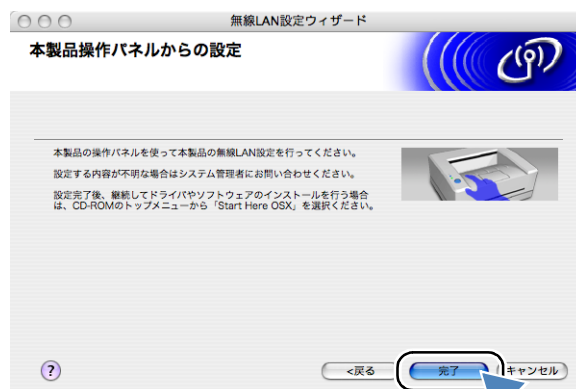 無線LAN設定ウィザード
本製品操作パネルからの設定
本製品の操作パネルを使って本製品の無線LAN設定を行ってください。
設定する内容が不明な場合はシステム管理者にお問い合わせください。
設定完了後、継続してドライバやソフトウェアのインストールを行う場合
は、CD-ROMのトップメニューから「Start Here OSX」を選択ください。
?
<戻る
完了
キャンセル